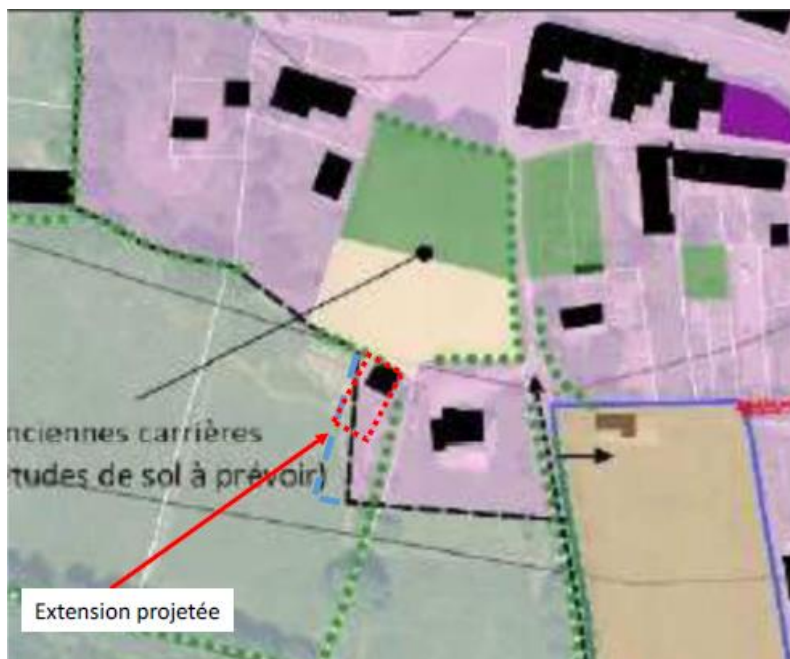 nciennes carrières
tudes de sol à prévoir)
Extension projetée